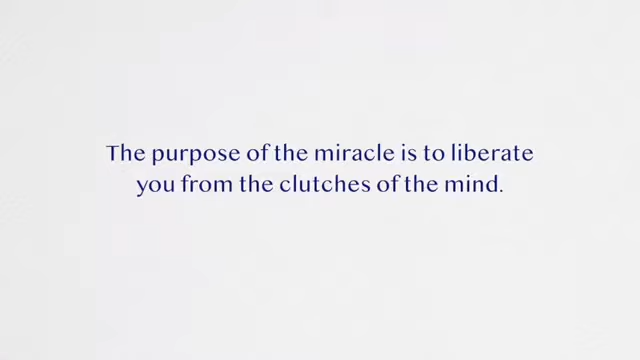 The purpose of the miracle is to liberate
you from the clutches of the mind.